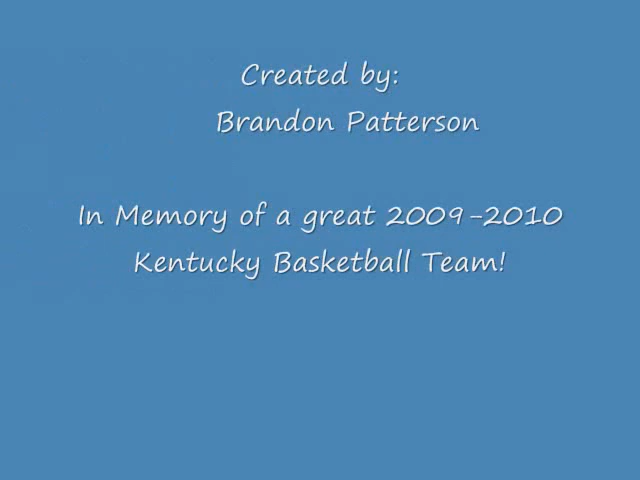 Created by:
Brandon Patterson
In Memory of a great 2009-2010
Kentucky Basketball Team!